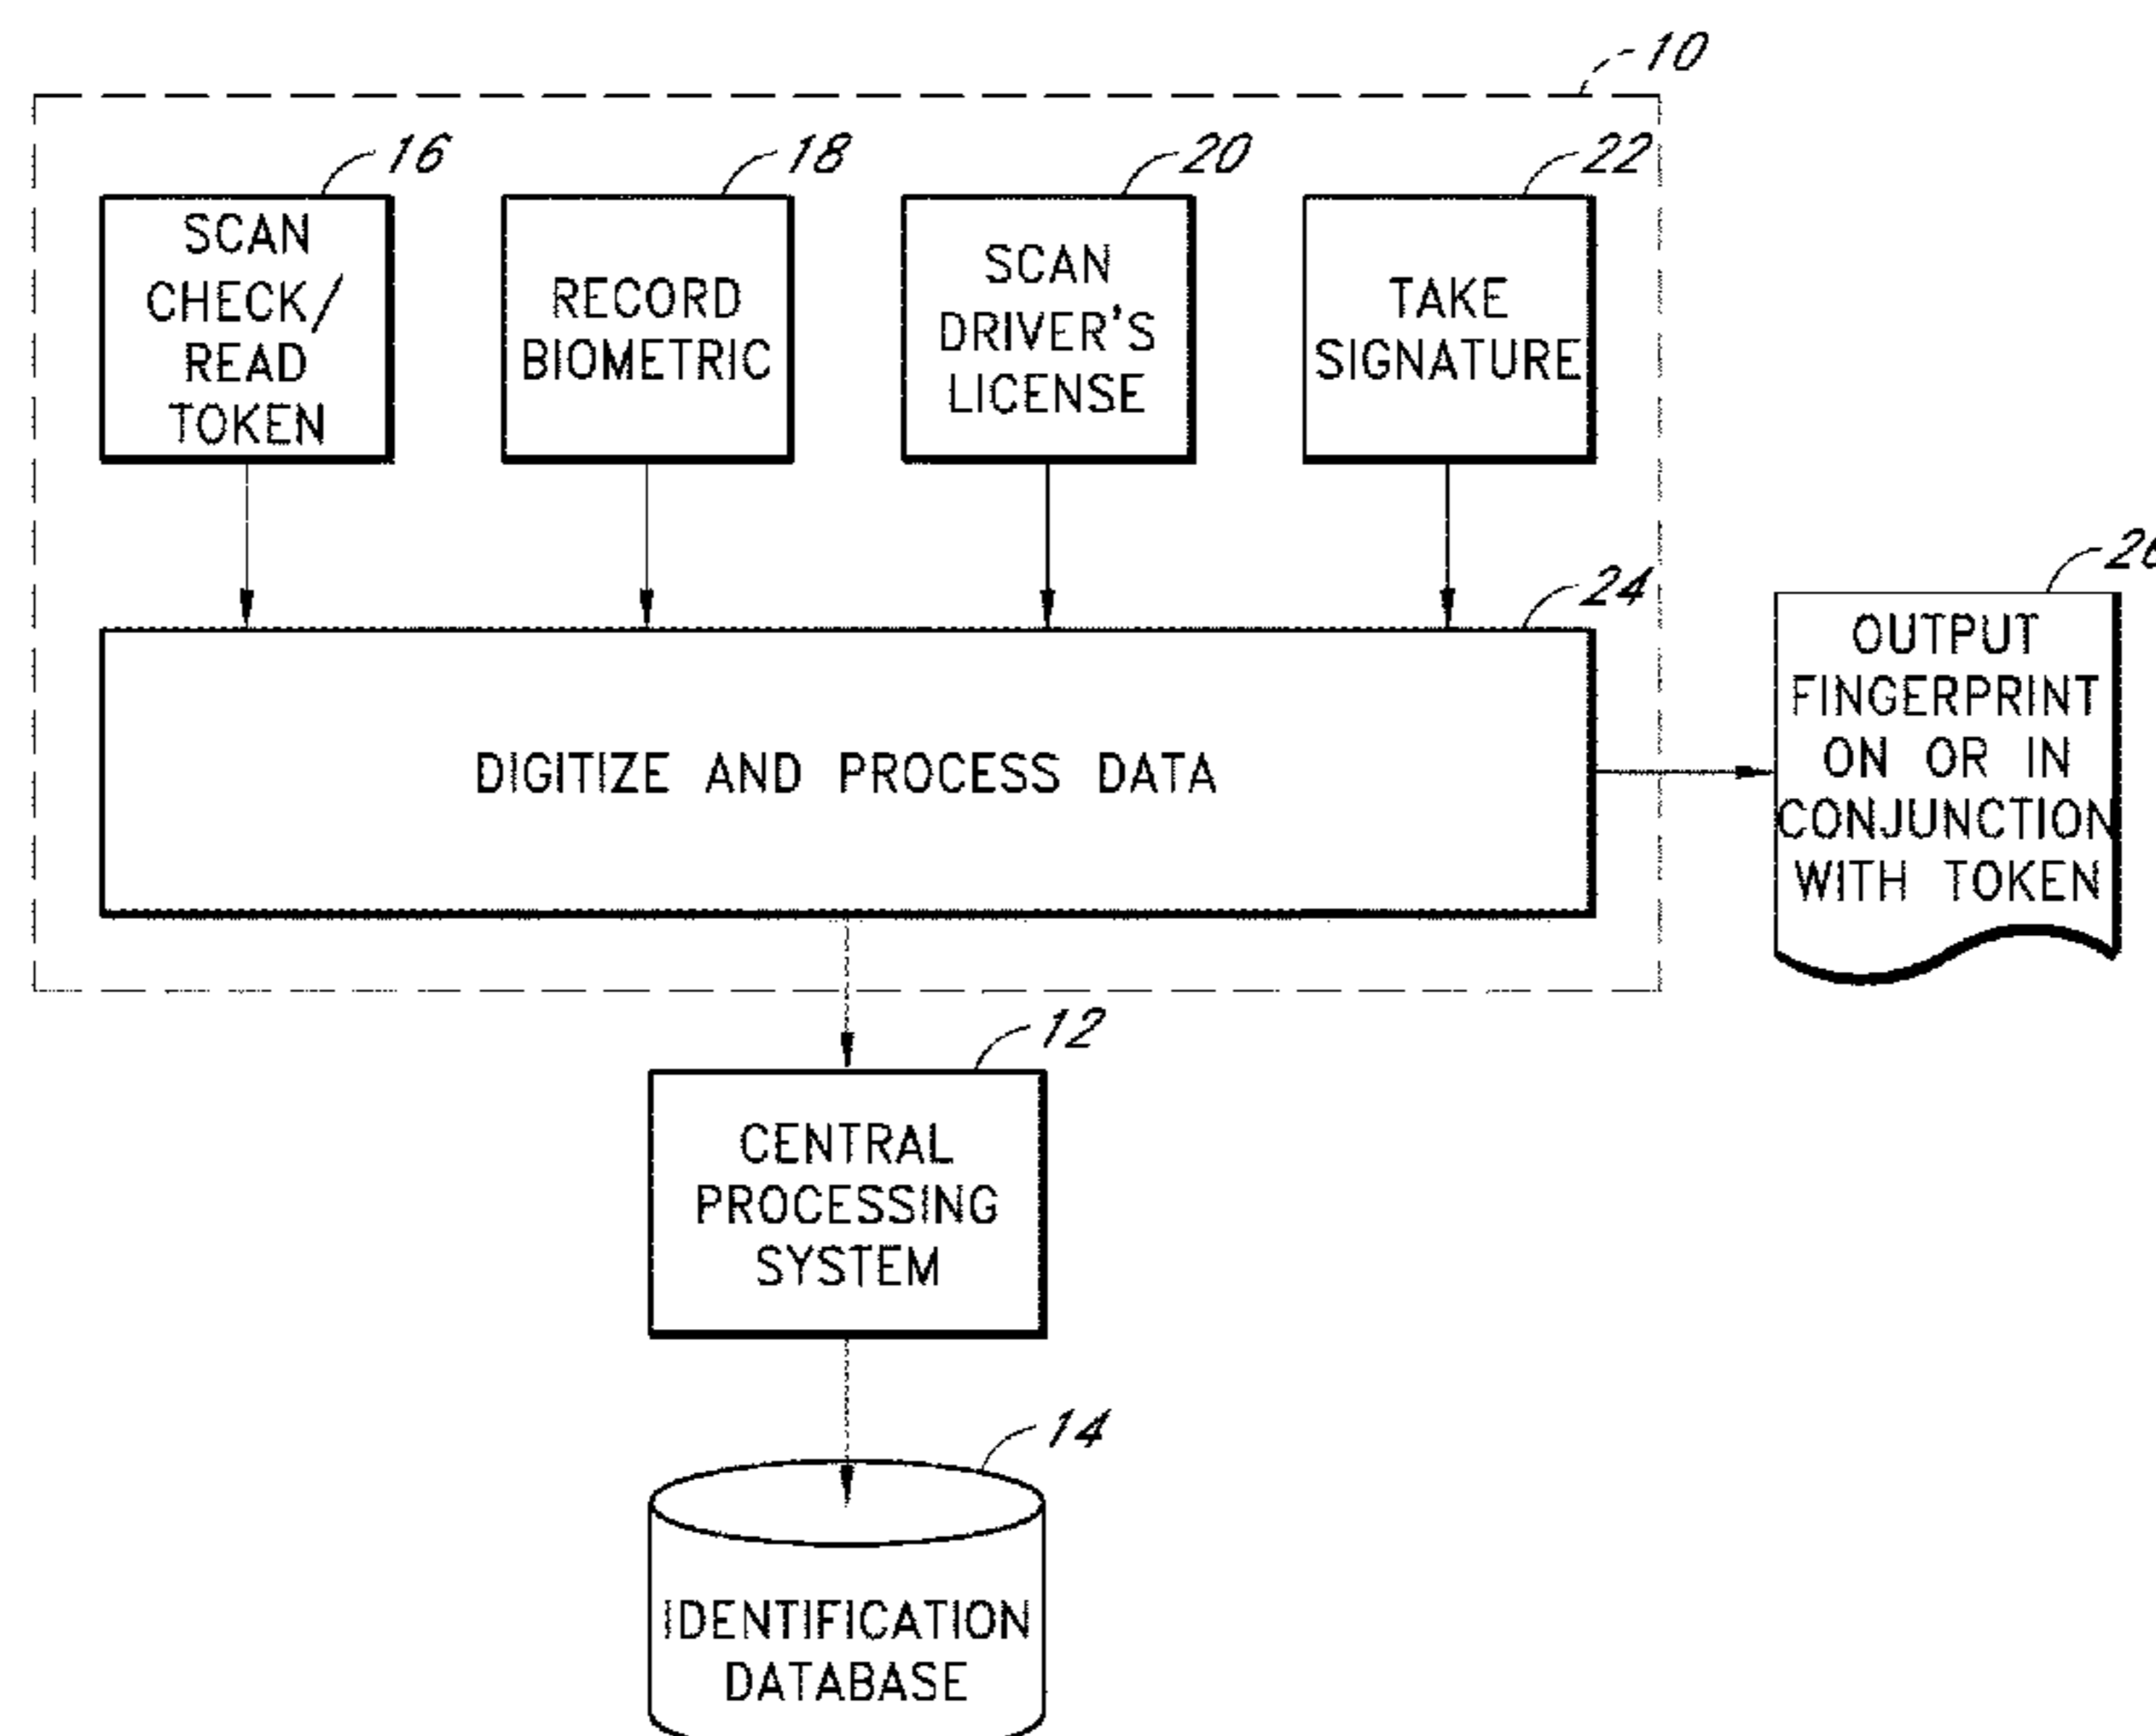 10
16
18
20
22
SCAN
CHECK/
READ
TOKEN
RECORD
BIOMETRIC
SCAN
DRIVER'S
LICENSE
TAKE
SIGNATURE
24
DIGITIZE AND PROCESS DATA
26
OUTPUT
FINGERPRINT
ON OR IN
CONJUNCTION
WITH TOKEN
12
CENTRAL
PROCESSING
SYSTEM
14
IDENTIFICATION
DATABASE